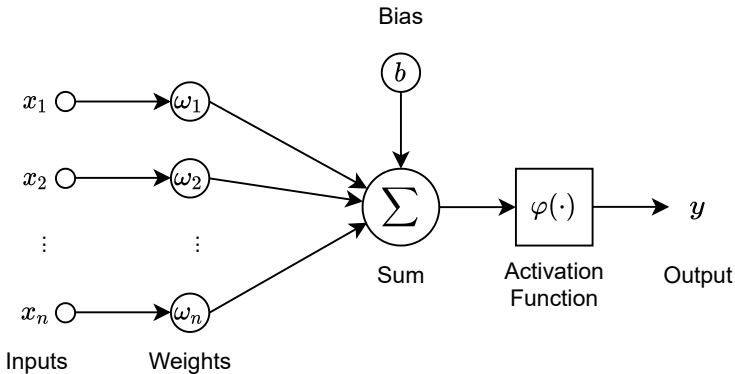 Bias
b
x₁ ω₁
x₂ ω₂
∑ φ(·) y
⋮ ⋮
Sum Activation Function Output
xₙ ωₙ
Inputs Weights